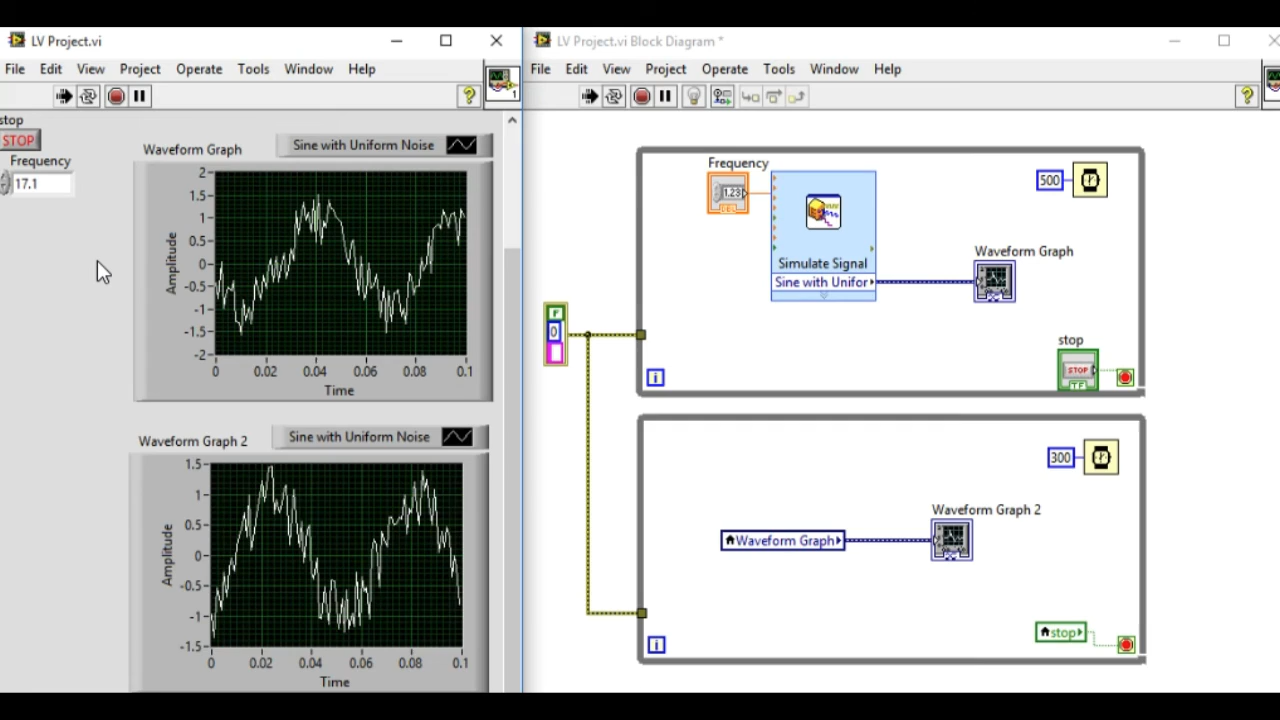 LV Project.vi
File Edit View Project Operate Tools Window Help
?
1
stop
STOP
Frequency
17.1
Waveform Graph
Sine with Uniform Noise
Amplitude
2
1.5
1
0.5
0
-0.5
-1
-1.5
-2
0 0.02 0.04 0.06 0.08 0.1
Time
Waveform Graph 2
Sine with Uniform Noise
Amplitude
1.5
1
0.5
0
-0.5
-1
-1.5
0 0.02 0.04 0.06 0.08 0.1
Time
LV Project.vi Block Diagram *
File Edit View Project Operate Tools Window Help
?
Frequency
1.23
DBL
Simulate Signal
Sine with Unifor
500
Waveform Graph
F
0
stop
STOP
TF
i
300
Waveform Graph 2
Waveform Graph
stop
i